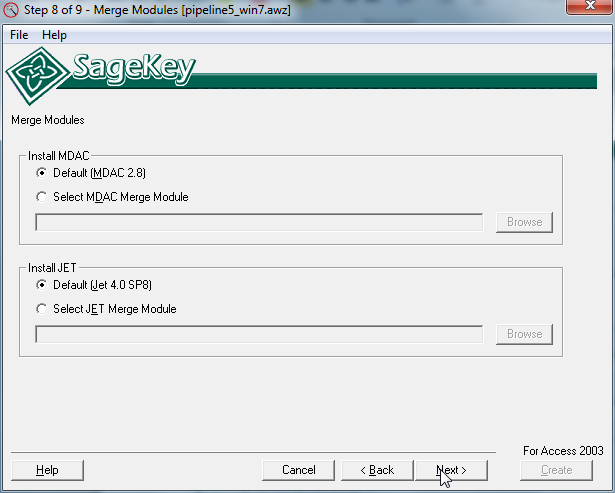 Step 8 of 9 - Merge Modules [pipeline5_win7.awz]
File Help
SageKey
Merge Modules
Install MDAC
Default (MDAC 2.8)
Select MDAC Merge Module
Browse
Install JET
Default (Jet 4.0 SP8)
Select JET Merge Module
Browse
For Access 2003
Help Cancel < Back Next > Create